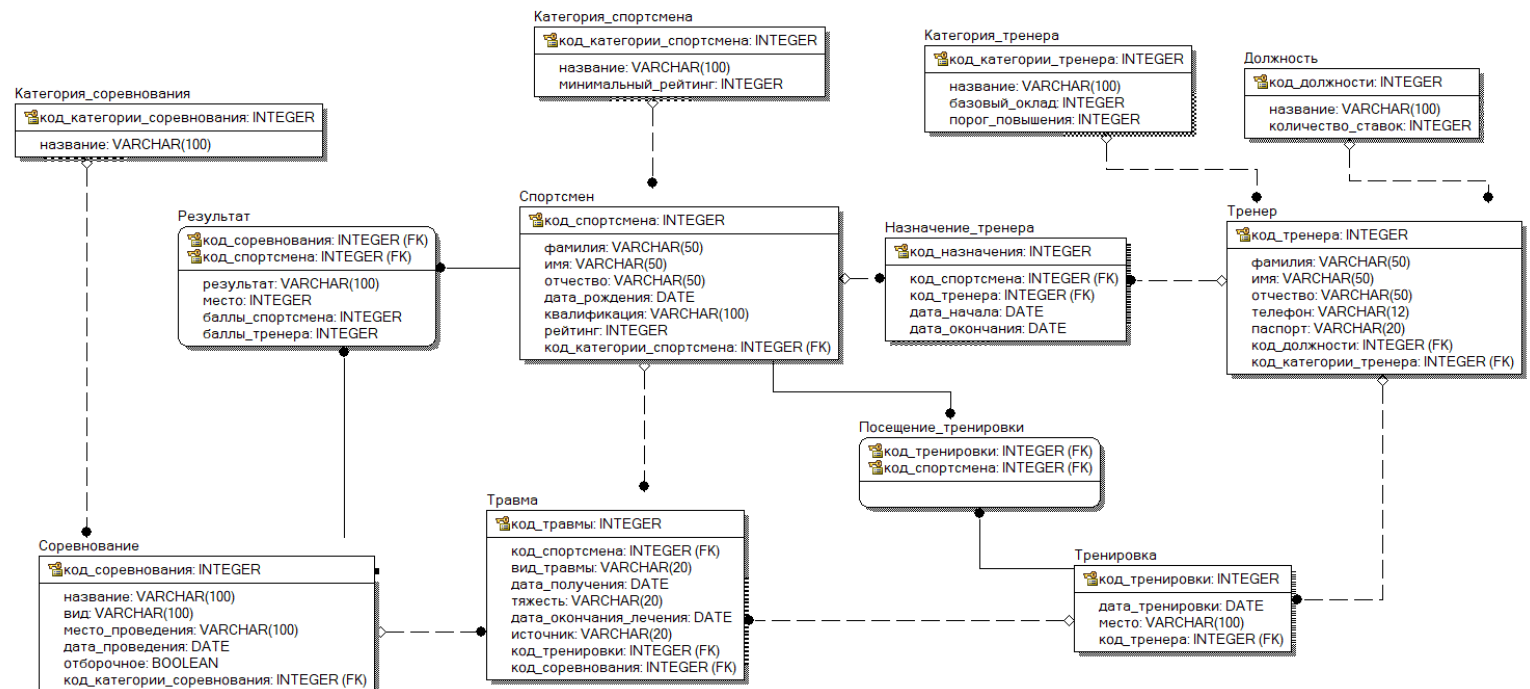 Категория_спортсмена
код_категории_спортсмена: INTEGER
название: VARCHAR(100)
минимальный_рейтинг: INTEGER
Категория_тренера
код_категории_тренера: INTEGER
название: VARCHAR(100)
базовый_оклад: INTEGER
порог_повышения: INTEGER
Должность
код_должности: INTEGER
название: VARCHAR(100)
количество_ставок: INTEGER
Категория_соревнования
код_категории_соревнования: INTEGER
название: VARCHAR(100)
Результат
код_соревнования: INTEGER (FK)
код_спортсмена: INTEGER (FK)
результат: VARCHAR(100)
место: INTEGER
баллы_спортсмена: INTEGER
баллы_тренера: INTEGER
Спортсмен
код_спортсмена: INTEGER
фамилия: VARCHAR(50)
имя: VARCHAR(50)
отчество: VARCHAR(50)
дата_рождения: DATE
квалификация: VARCHAR(100)
рейтинг: INTEGER
код_категории_спортсмена: INTEGER (FK)
Назначение_тренера
код_назначения: INTEGER
код_спортсмена: INTEGER (FK)
код_тренера: INTEGER (FK)
дата_начала: DATE
дата_окончания: DATE
Тренер
код_тренера: INTEGER
фамилия: VARCHAR(50)
имя: VARCHAR(50)
отчество: VARCHAR(50)
телефон: VARCHAR(12)
паспорт: VARCHAR(20)
код_должности: INTEGER (FK)
код_категории_тренера: INTEGER (FK)
Посещение_тренировки
код_тренировки: INTEGER (FK)
код_спортсмена: INTEGER (FK)
Соревнование
код_соревнования: INTEGER
название: VARCHAR(100)
вид: VARCHAR(100)
место_проведения: VARCHAR(100)
дата_проведения: DATE
отборочное: BOOLEAN
код_категории_соревнования: INTEGER (FK)
Травма
код_травмы: INTEGER
код_спортсмена: INTEGER (FK)
вид_травмы: VARCHAR(20)
дата_получения: DATE
тяжесть: VARCHAR(20)
дата_окончания_лечения: DATE
источник: VARCHAR(20)
код_тренировки: INTEGER (FK)
код_соревнования: INTEGER (FK)
Тренировка
код_тренировки: INTEGER
дата_тренировки: DATE
место: VARCHAR(100)
код_тренера: INTEGER (FK)